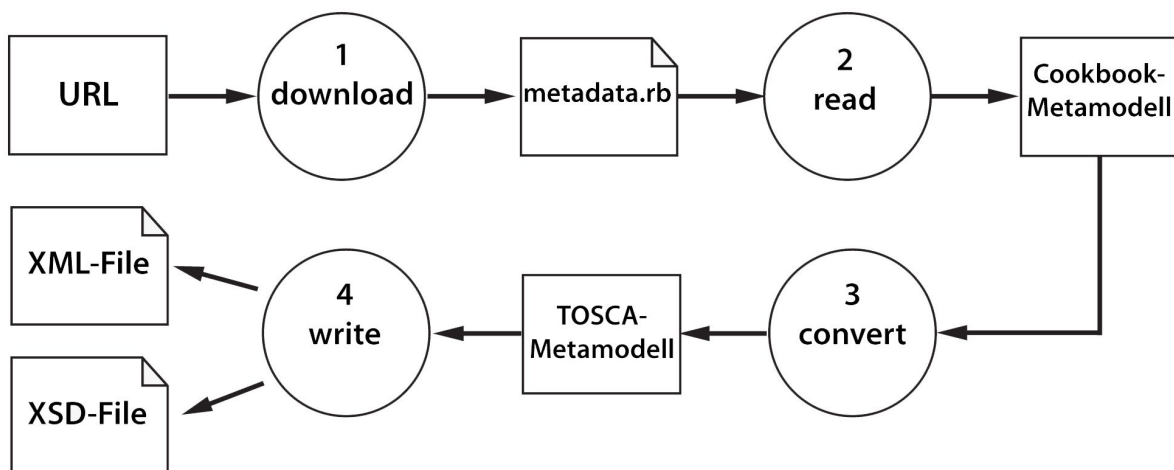 URL
1
download
metadata.rb
2
read
Cookbook-
Metamodell
3
convert
TOSCA-
Metamodell
4
write
XML-File
XSD-File